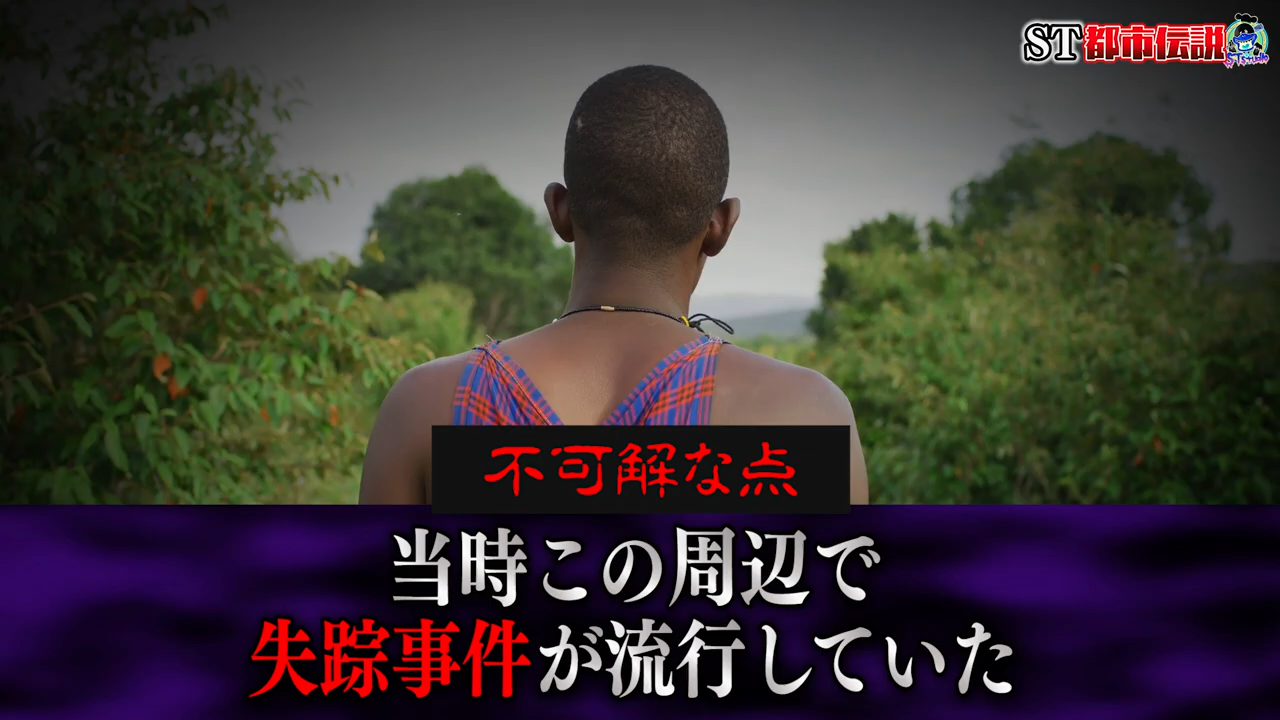 ST都市伝説
不可解な点
当時この周辺で
失踪事件が流行していた